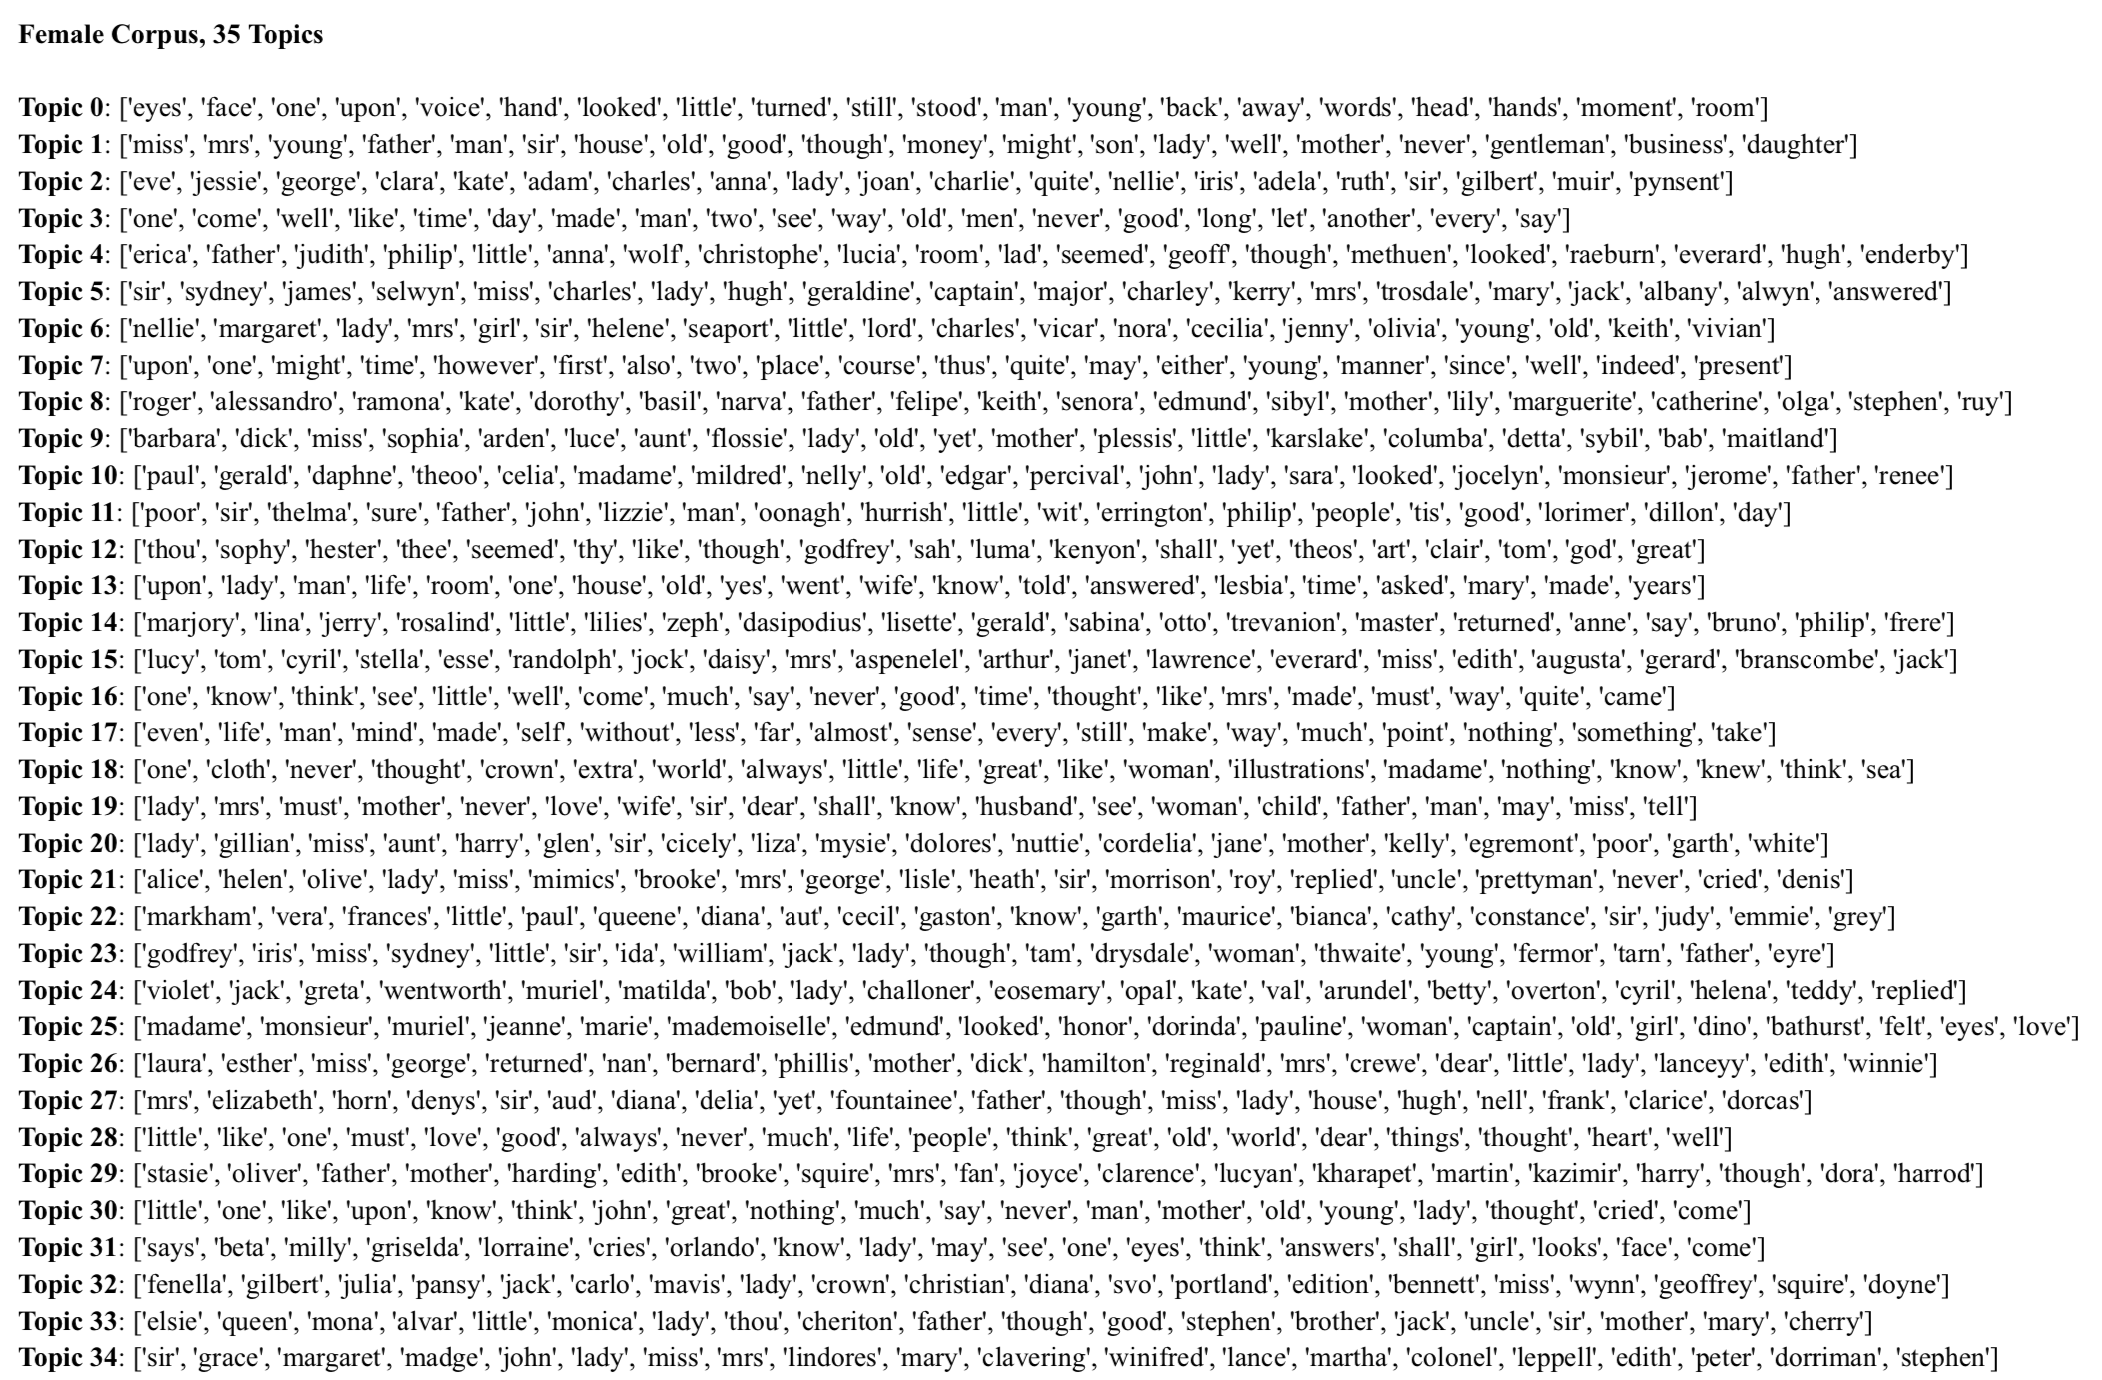 Female Corpus, 35 Topics
Topic 0: ['eyes', 'face', 'one', 'upon', 'voice', 'hand', 'looked', 'little', 'turned', 'still', 'stood', 'man', 'young', 'back', 'away', 'words', 'head', 'hands', 'moment', 'room']
Topic 1: ['miss', 'mrs', 'young', 'father', 'man', 'sir', 'house', 'old', 'good', 'though', 'money', 'might', 'son', 'lady', 'well', 'mother', 'never', 'gentleman', 'business', 'daughter']
Topic 2: ['eve', 'jessie', 'george', 'clara', 'kate', 'adam', 'charles', 'anna', 'lady', 'joan', 'charlie', 'quite', 'nellie', 'iris', 'adela', 'ruth', 'sir', 'gilbert', 'muir', 'pynsent']
Topic 3: ['one', 'come', 'well', 'like', 'time', 'day', 'made', 'man', 'two', 'see', 'way', 'old', 'men', 'never', 'good', 'long', 'let', 'another', 'every', 'say']
Topic 4: ['erica', 'father', 'judith', 'philip', 'little', 'anna', 'wolf', 'christophe', 'lucia', 'room', 'lad', 'seemed', 'geoff', 'though', 'methuen', 'looked', 'raeburn', 'everard', 'hugh', 'enderby']
Topic 5: ['sir', 'sydney', 'james', 'selwyn', 'miss', 'charles', 'lady', 'hugh', 'geraldine', 'captain', 'major', 'charley', 'kerry', 'mrs', 'trosdale', 'mary', 'jack', 'albany', 'alwyn', 'answered']
Topic 6: ['nellie', 'margaret', 'lady', 'mrs', 'girl', 'sir', 'helene', 'seaport', 'little', 'lord', 'charles', 'vicar', 'nora', 'cecilia', 'jenny', 'olivia', 'young', 'old', 'keith', 'vivian']
Topic 7: ['upon', 'one', 'might', 'time', 'however', 'first', 'also', 'two', 'place', 'course', 'thus', 'quite', 'may', 'either', 'young', 'manner', 'since', 'well', 'indeed', 'present']
Topic 8: ['roger', 'alessandro', 'ramona', 'kate', 'dorothy', 'basil', 'narva', 'father', 'felipe', 'keith', 'senora', 'edmund', 'sibyl', 'mother', 'lily', 'marguerite', 'catherine', 'olga', 'stephen', 'ruy']
Topic 9: ['barbara', 'dick', 'miss', 'sophia', 'arden', 'luce', 'aunt', 'flossie', 'lady', 'old', 'yet', 'mother', 'plessis', 'little', 'karslake', 'columba', 'detta', 'sybil', 'bab', 'maitland']
Topic 10: ['paul', 'gerald', 'daphne', 'theoo', 'celia', 'madame', 'mildred', 'nelly', 'old', 'edgar', 'percival', 'john', 'lady', 'sara', 'looked', 'jocelyn', 'monsieur', 'jerome', 'father', 'renee']
Topic 11: ['poor', 'sir', 'thelma', 'sure', 'father', 'john', 'lizzie', 'man', 'oonagh', 'hurrish', 'little', 'wit', 'errington', 'philip', 'people', 'tis', 'good', 'lorimer', 'dillon', 'day']
Topic 12: ['thou', 'sophy', 'hester', 'thee', 'seemed', 'thy', 'like', 'though', 'godfrey', 'sah', 'luma', 'kenyon', 'shall', 'yet', 'theos', 'art', 'clair', 'tom', 'god', 'great']
Topic 13: ['upon', 'lady', 'man', 'life', 'room', 'one', 'house', 'old', 'yes', 'went', 'wife', 'know', 'told', 'answered', 'lesbia', 'time', 'asked', 'mary', 'made', 'years']
Topic 14: ['marjory', 'lina', 'jerry', 'rosalind', 'little', 'lilies', 'zeph', 'dasipodius', 'lisette', 'gerald', 'sabina', 'otto', 'trevanion', 'master', 'returned', 'anne', 'say', 'bruno', 'philip', 'frere']
Topic 15: ['lucy', 'tom', 'cyril', 'stella', 'esse', 'randolph', 'jock', 'daisy', 'mrs', 'aspenelel', 'arthur', 'janet', 'lawrence', 'everard', 'miss', 'edith', 'augusta', 'gerard', 'branscombe', 'jack']
Topic 16: ['one', 'know', 'think', 'see', 'little', 'well', 'come', 'much', 'say', 'never', 'good', 'time', 'thought', 'like', 'mrs', 'made', 'must', 'way', 'quite', 'came']
Topic 17: ['even', 'life', 'man', 'mind', 'made', 'self', 'without', 'less', 'far', 'almost', 'sense', 'every', 'still', 'make', 'way', 'much', 'point', 'nothing', 'something', 'take']
Topic 18: ['one', 'cloth', 'never', 'thought', 'crown', 'extra', 'world', 'always', 'little', 'life', 'great', 'like', 'woman', 'illustrations', 'madame', 'nothing', 'know', 'knew', 'think', 'sea']
Topic 19: ['lady', 'mrs', 'must', 'mother', 'never', 'love', 'wife', 'sir', 'dear', 'shall', 'know', 'husband', 'see', 'woman', 'child', 'father', 'man', 'may', 'miss', 'tell']
Topic 20: ['lady', 'gillian', 'miss', 'aunt', 'harry', 'glen', 'sir', 'cicely', 'liza', 'mysie', 'dolores', 'nuttie', 'cordelia', 'jane', 'mother', 'kelly', 'egremont', 'poor', 'garth', 'white']
Topic 21: ['alice', 'helen', 'olive', 'lady', 'miss', 'mimics', 'brooke', 'mrs', 'george', 'lisle', 'heath', 'sir', 'morrison', 'roy', 'replied', 'uncle', 'prettyman', 'never', 'cried', 'denis']
Topic 22: ['markham', 'vera', 'frances', 'little', 'paul', 'queene', 'diana', 'aut', 'cecil', 'gaston', 'know', 'garth', 'maurice', 'bianca', 'cathy', 'constance', 'sir', 'judy', 'emmie', 'grey']
Topic 23: ['godfrey', 'iris', 'miss', 'sydney', 'little', 'sir', 'ida', 'william', 'jack', 'lady', 'though', 'tam', 'drysdale', 'woman', 'thwaite', 'young', 'fermor', 'tarn', 'father', 'eyre']
Topic 24: ['violet', 'jack', 'greta', 'wentworth', 'muriel', 'matilda', 'bob', 'lady', 'challoner', 'eosemary', 'opal', 'kate', 'val', 'arundel', 'betty', 'overton', 'cyril', 'helena', 'teddy', 'replied']
Topic 25: ['madame', 'monsieur', 'muriel', 'jeanne', 'marie', 'mademoiselle', 'edmund', 'looked', 'honor', 'dorinda', 'pauline', 'woman', 'captain', 'old', 'girl', 'dino', 'bathurst', 'felt', 'eyes', 'love']
Topic 26: ['laura', 'esther', 'miss', 'george', 'returned', 'nan', 'bernard', 'phillis', 'mother', 'dick', 'hamilton', 'reginald', 'mrs', 'crewe', 'dear', 'little', 'lady', 'lanceyy', 'edith', 'winnie']
Topic 27: ['mrs', 'elizabeth', 'horn', 'denys', 'sir', 'aud', 'diana', 'delia', 'yet', 'fountainee', 'father', 'though', 'miss', 'lady', 'house', 'hugh', 'nell', 'frank', 'clarice', 'dorcas']
Topic 28: ['little', 'like', 'one', 'must', 'love', 'good', 'always', 'never', 'much', 'life', 'people', 'think', 'great', 'old', 'world', 'dear', 'things', 'thought', 'heart', 'well']
Topic 29: ['stasie', 'oliver', 'father', 'mother', 'harding', 'edith', 'brooke', 'squire', 'mrs', 'fan', 'joyce', 'clarence', 'lucyan', 'kharapet', 'martin', 'kazimir', 'harry', 'though', 'dora', 'harrod']
Topic 30: ['little', 'one', 'like', 'upon', 'know', 'think', 'john', 'great', 'nothing', 'much', 'say', 'never', 'man', 'mother', 'old', 'young', 'lady', 'thought', 'cried', 'come']
Topic 31: ['says', 'beta', 'milly', 'griselda', 'lorraine', 'cries', 'orlando', 'know', 'lady', 'may', 'see', 'one', 'eyes', 'think', 'answers', 'shall', 'girl', 'looks', 'face', 'come']
Topic 32: ['fenella', 'gilbert', 'julia', 'pansy', 'jack', 'carlo', 'mavis', 'lady', 'crown', 'christian', 'diana', 'svo', 'portland', 'edition', 'bennett', 'miss', 'wynn', 'geoffrey', 'squire', 'doyne']
Topic 33: ['elsie', 'queen', 'mona', 'alvar', 'little', 'monica', 'lady', 'thou', 'cheriton', 'father', 'though', 'good', 'stephen', 'brother', 'jack', 'uncle', 'sir', 'mother', 'mary', 'cherry']
Topic 34: ['sir', 'grace', 'margaret', 'madge', 'john', 'lady', 'miss', 'mrs', 'lindores', 'mary', 'clavering', 'winifred', 'lance', 'martha', 'colonel', 'leppell', 'edith', 'peter', 'dorriman', 'stephen']